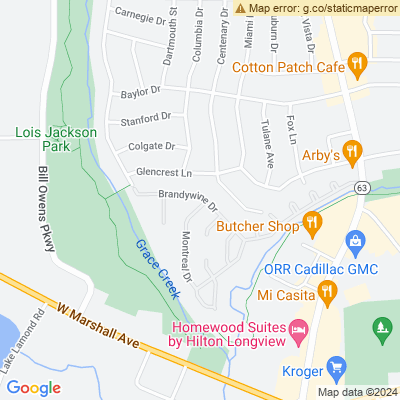 Map error: g.co/staticmaperror
Carnegie Dr
Dartmouth St
Columbia Dr
Centenary Dr
Miami
Auburn Dr
Vista Dr
Cotton Patch Cafe
Baylor Dr
Stanford Dr
Tulane Ave
Fox Ln
Lois Jackson
Park
Colgate Dr
Arby's
Glencrest Ln
Brandywine Dr
63
Bill Owens Pkwy
Butcher Shop
Grace Creek
Montreal Dr
ORR Cadillac GMC
Mi Casita
Lake Lamond Rd
W Marshall Ave
Homewood Suites
by Hilton Longview
Kroger
Google
Map data ©2024